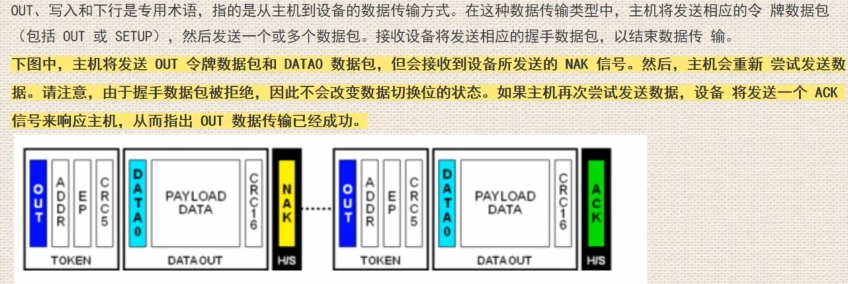 OUT、写入和下行是专用术语，指的是从主机到设备的数据传输方式。在这种数据传输类型中，主机将发送相应的令 牌数据包
（包括 OUT 或 SETUP），然后发送一个或多个数据包。接收设备将发送相应的握手数据包，以结束数据传 输。
下图中，主机将发送 OUT 令牌数据包和 DATA0 数据包，但会接收到设备所发送的 NAK 信号。然后，主机会重新 尝试发送数
据。请注意，由于握手数据包被拒绝，因此不会改变数据切换位的状态。如果主机再次尝试发送数据，设备 将发送一个 ACK
信号来响应主机，从而指出 OUT 数据传输已经成功。
OUT ADDR EP CRC5 DATA0 PAYLOAD DATA CRC16 NAK OUT ADDR EP CRC5 DATA0 PAYLOAD DATA CRC16 ACK
TOKEN DATA OUT H/S TOKEN DATA OUT H/S